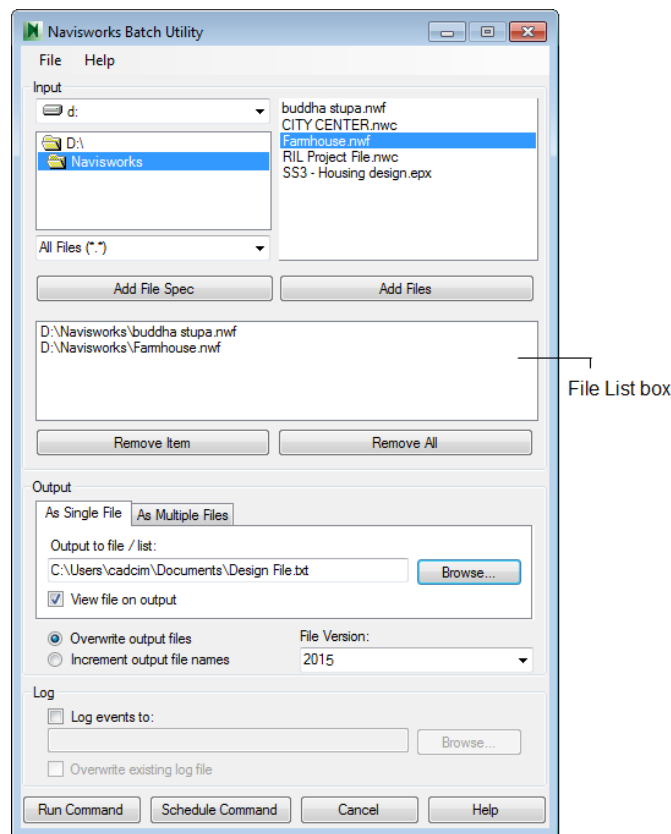 Navisworks Batch Utility
File Help
Input
d:
D:\
Navisworks
All Files (*.*)
buddha stupa.nwf
CITY CENTER.nwc
Farmhouse.nwf
RIL Project File.nwc
SS3 - Housing design.epx
Add File Spec
Add Files
D:\Navisworks\buddha stupa.nwf
D:\Navisworks\Farmhouse.nwf
File List box
Remove Item
Remove All
Output
As Single File
As Multiple Files
Output to file / list:
C:\Users\cadcim\Documents\Design File.txt
Browse...
View file on output
Overwrite output files
Increment output file names
File Version:
2015
Log
Log events to:
Browse...
Overwrite existing log file
Run Command
Schedule Command
Cancel
Help